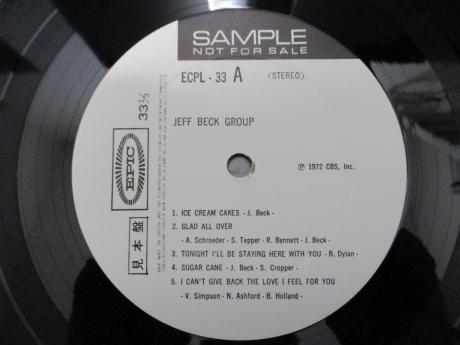 SAMPLE
NOT FOR SALE
ECPL - 33 A (STEREO)
JEFF BECK GROUP
33⅓
EPIC
見本盤
℗ 1972 CBS, Inc.
1. ICE CREAM CAKES - J. Beck -
2. GLAD ALL OVER
- A. Schroeder - S. Tepper - R. Bennett - J. Beck -
3. TONIGHT I'LL BE STAYING HERE WITH YOU - B. Dylan -
4. SUGAR CANE - J. Beck - S. Cropper -
5. I CAN'T GIVE BACK THE LOVE I FEEL FOR YOU
- V. Simpson - N. Ashford - B. Holland -